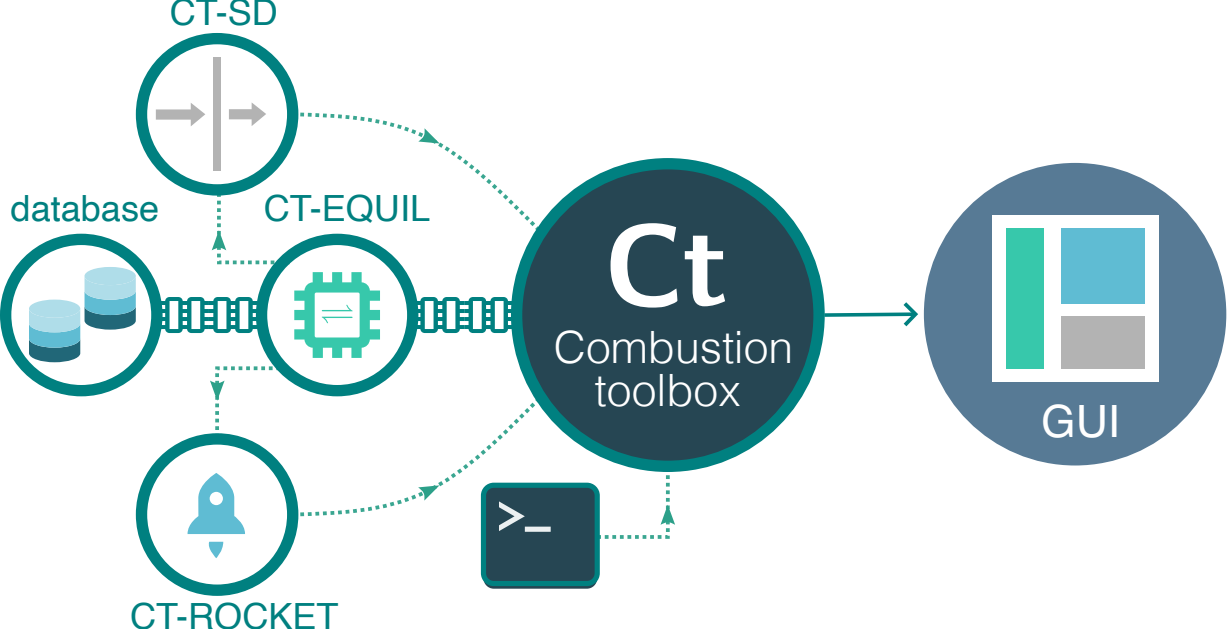 CT-SD
database
CT-EQUIL
Ct
Combustion
toolbox
GUI
>_
CT-ROCKET